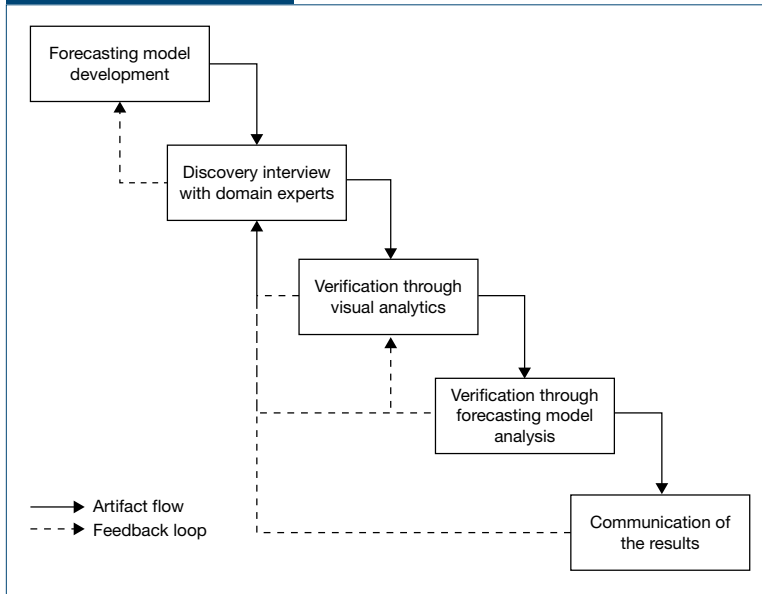 Forecasting model
development
Discovery interview
with domain experts
Verification through
visual analytics
Verification through
forecasting model
analysis
Communication of
the results
Artifact flow
Feedback loop